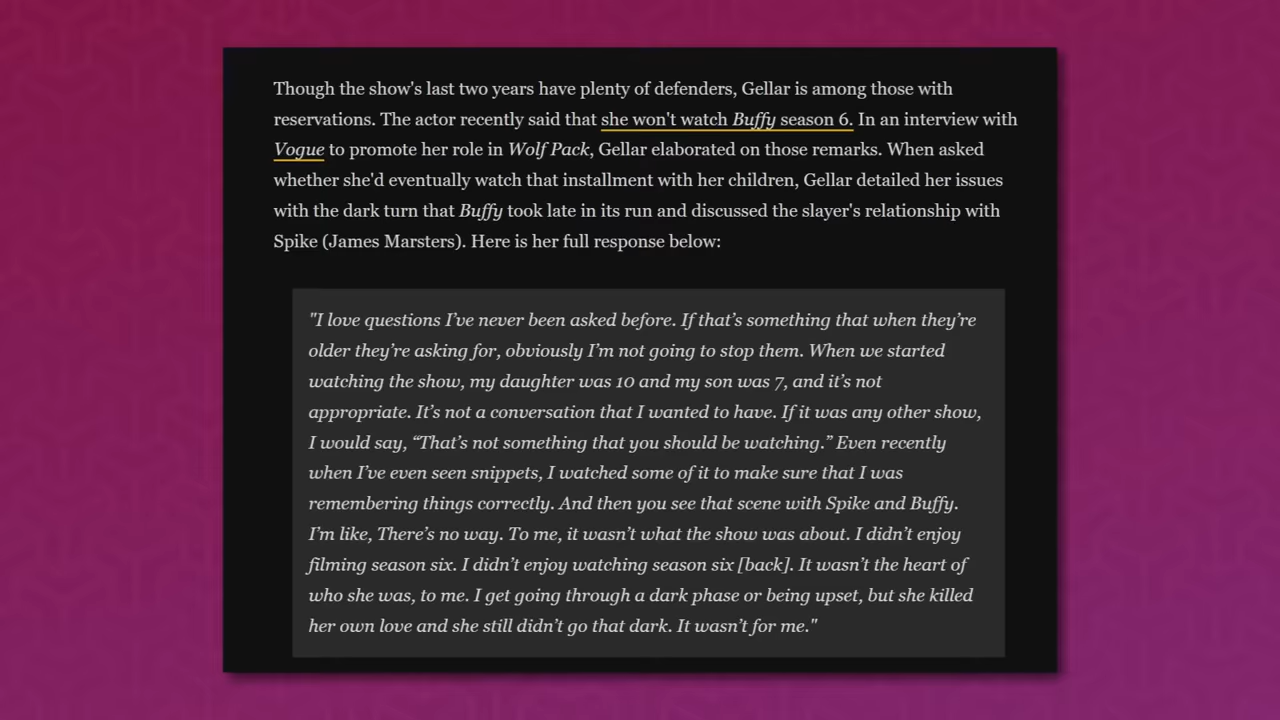 Though the show's last two years have plenty of defenders, Gellar is among those with
reservations. The actor recently said that she won't watch Buffy season 6. In an interview with
Vogue to promote her role in Wolf Pack, Gellar elaborated on those remarks. When asked
whether she'd eventually watch that installment with her children, Gellar detailed her issues
with the dark turn that Buffy took late in its run and discussed the slayer's relationship with
Spike (James Marsters). Here is her full response below:
"I love questions I’ve never been asked before. If that’s something that when they’re
older they’re asking for, obviously I’m not going to stop them. When we started
watching the show, my daughter was 10 and my son was 7, and it’s not
appropriate. It’s not a conversation that I wanted to have. If it was any other show,
I would say, “That’s not something that you should be watching.” Even recently
when I’ve even seen snippets, I watched some of it to make sure that I was
remembering things correctly. And then you see that scene with Spike and Buffy.
I’m like, There’s no way. To me, it wasn’t what the show was about. I didn’t enjoy
filming season six. I didn’t enjoy watching season six [back]. It wasn’t the heart of
who she was, to me. I get going through a dark phase or being upset, but she killed
her own love and she still didn’t go that dark. It wasn’t for me."